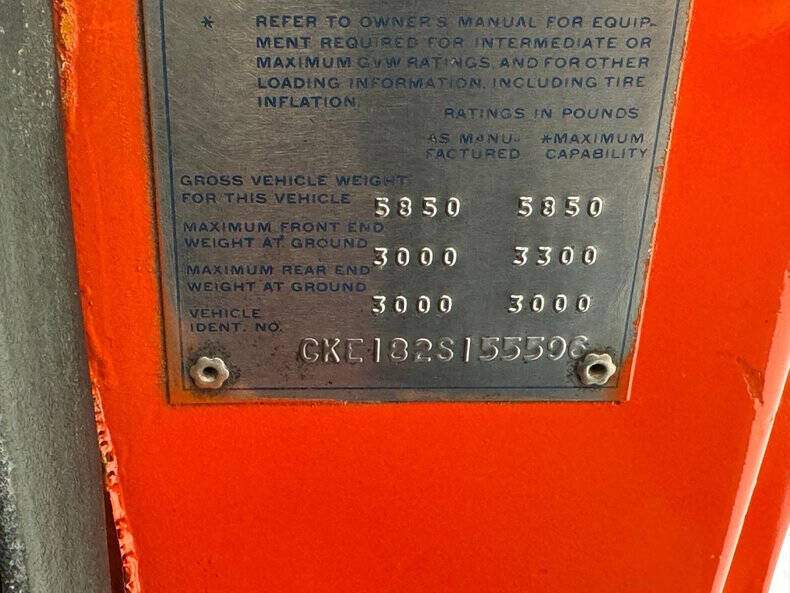 * REFER TO OWNER'S MANUAL FOR EQUIP-
MENT REQUIRED FOR INTERMEDIATE OR
MAXIMUM GVW RATINGS, AND FOR OTHER
LOADING INFORMATION, INCLUDING TIRE
INFLATION.
RATINGS IN POUNDS
AS MANU- *MAXIMUM
FACTURED CAPABILITY
GROSS VEHICLE WEIGHT
FOR THIS VEHICLE 5850 5850
MAXIMUM FRONT END
WEIGHT AT GROUND 3000 3300
MAXIMUM REAR END
WEIGHT AT GROUND 3000 3000
VEHICLE
IDENT. NO. CKE182S155596